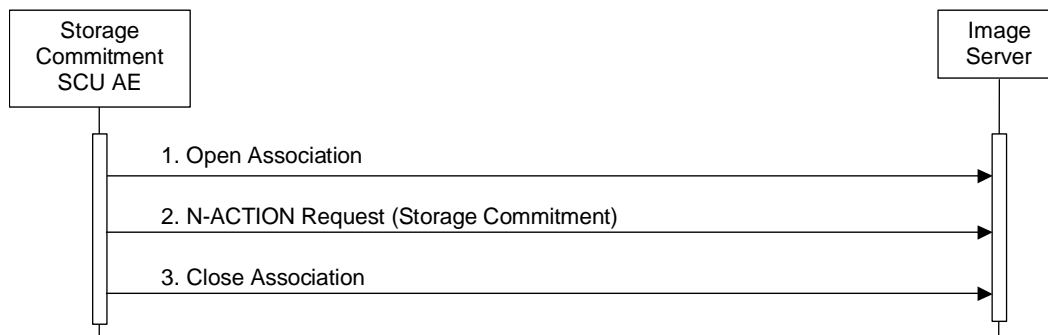 Storage
Commitment
SCU AE
Image
Server
1. Open Association
2. N-ACTION Request (Storage Commitment)
3. Close Association